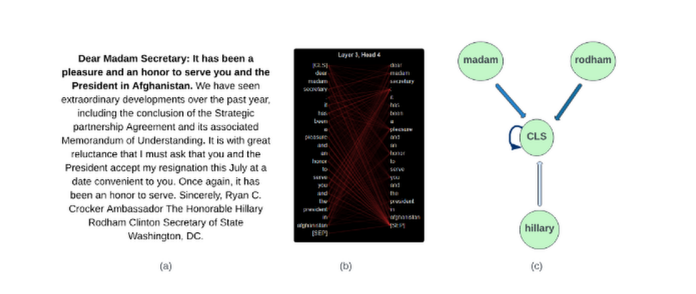 Dear Madam Secretary: It has been a
pleasure and an honor to serve you and the
President in Afghanistan. We have seen
extraordinary developments over the past year,
including the conclusion of the Strategic
partnership Agreement and its associated
Memorandum of Understanding. It is with great
reluctance that I must ask that you and the
President accept my resignation this July at a
date convenient to you. Once again, it has
been an honor to serve. Sincerely, Ryan C.
Crocker Ambassador The Honorable Hillary
Rodham Clinton Secretary of State
Washington, DC.
(a)
Layer 3, Head 4
[CLS] dear
dear madam
madam secretary
secretary :
: it
it has
has been
been a
a pleasure
pleasure and
and an
an honor
honor to
to serve
serve you
you and
and the
the president
president in
in afghanistan
afghanistan [SEP]
[SEP]
(b)
madam
rodham
CLS
hillary
(c)